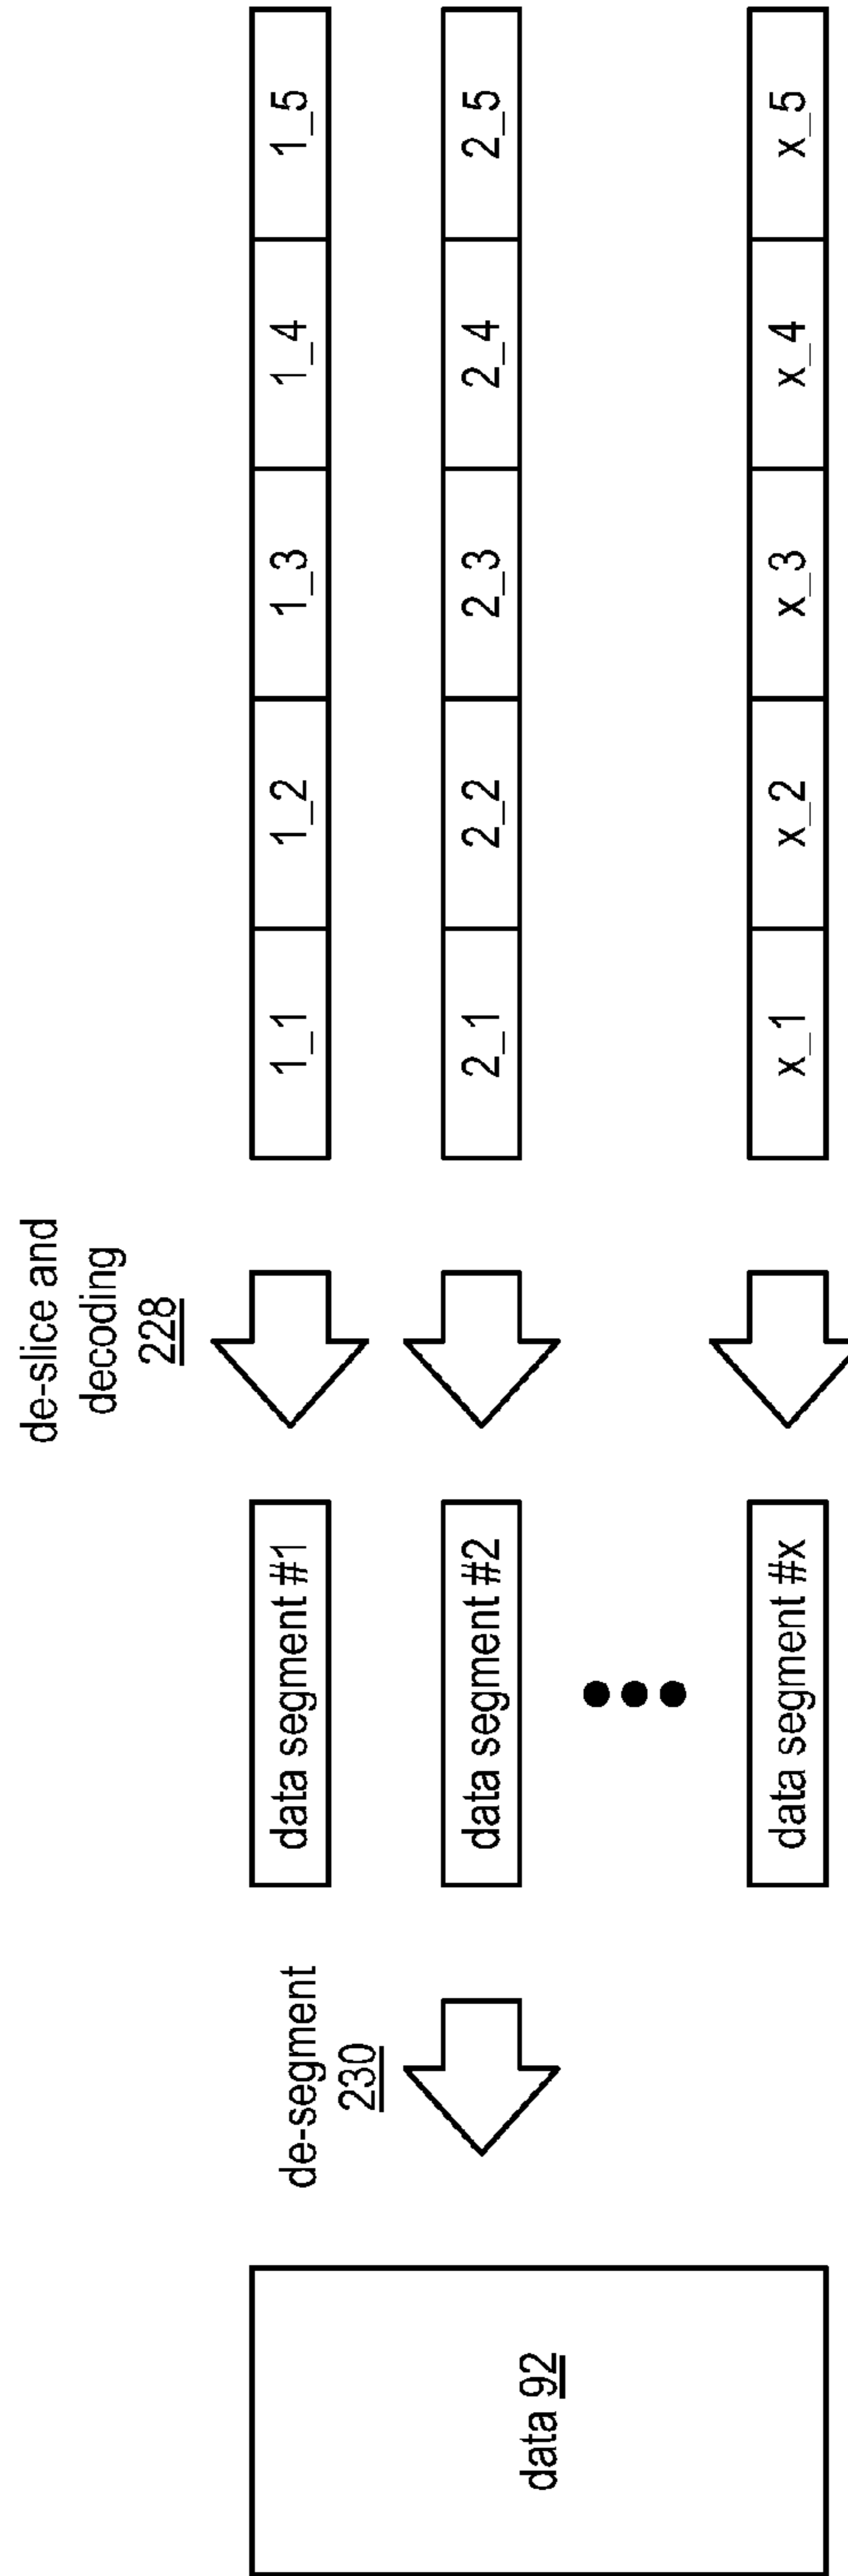 de-slice and
decoding
228
de-segment
230
data 92
data segment #1
1_1 1_2 1_3 1_4 1_5
data segment #2
2_1 2_2 2_3 2_4 2_5
data segment #x
x_1 x_2 x_3 x_4 x_5